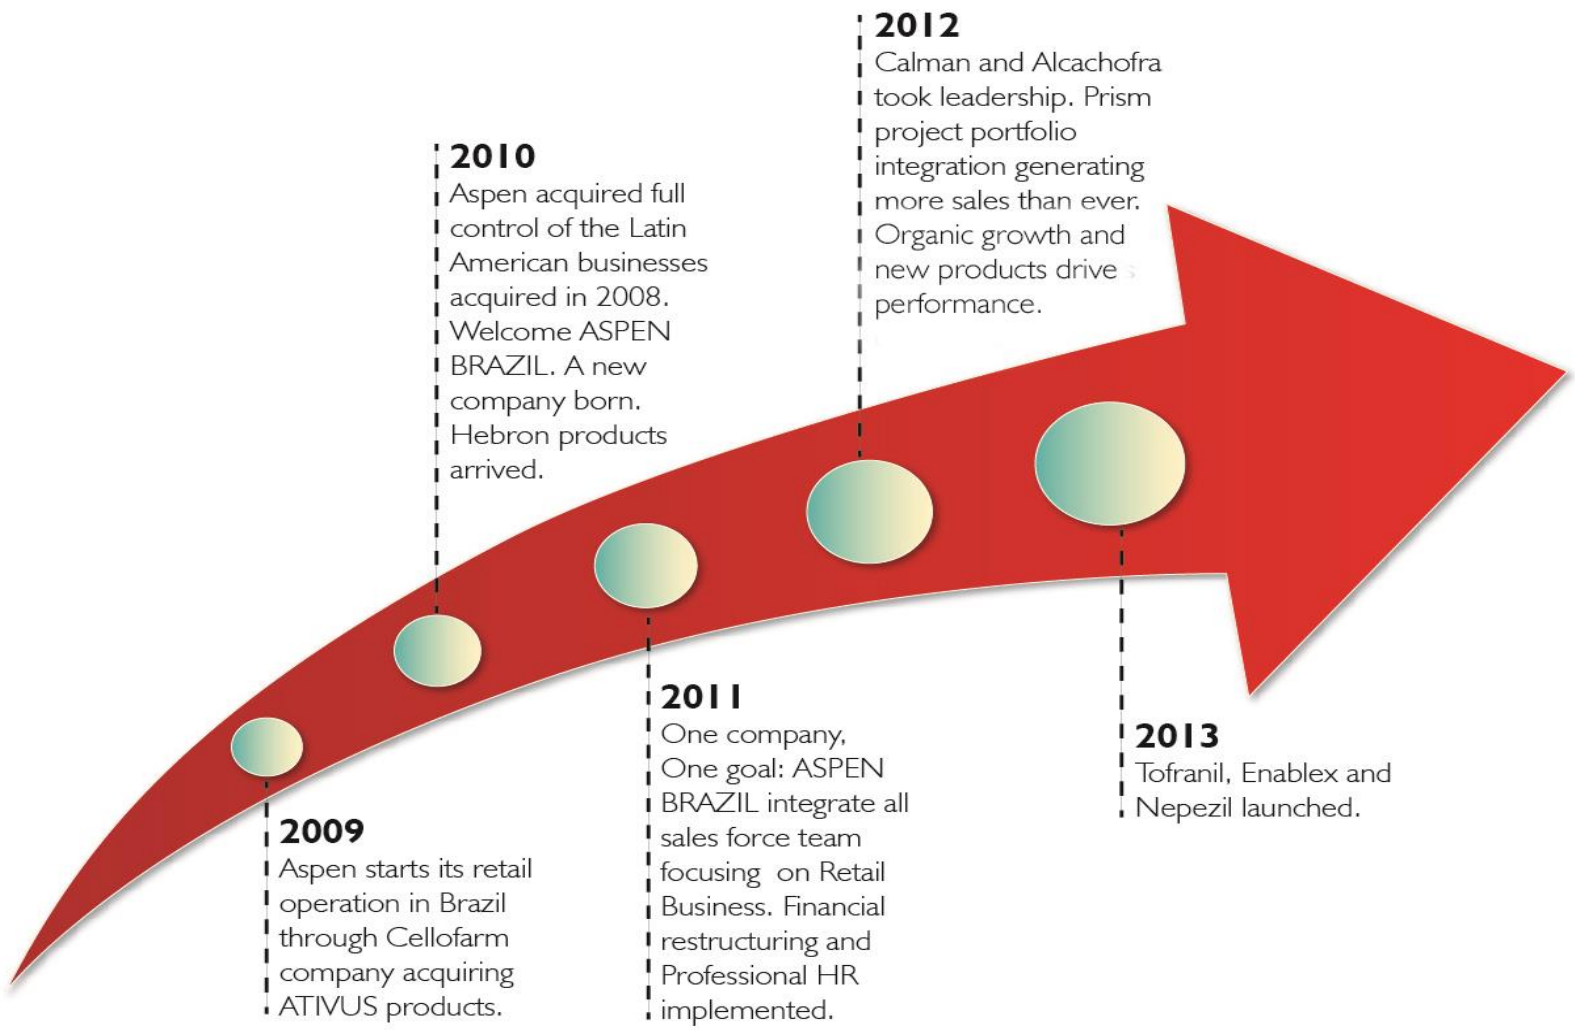 2009
Aspen starts its retail
operation in Brazil
through Cellofarm
company acquiring
ATIVUS products.
2010
Aspen acquired full
control of the Latin
American businesses
acquired in 2008.
Welcome ASPEN
BRAZIL. A new
company born.
Hebron products
arrived.
2011
One company,
One goal: ASPEN
BRAZIL integrate all
sales force team
focusing on Retail
Business. Financial
restructuring and
Professional HR
implemented.
2012
Calman and Alcachofra
took leadership. Prism
project portfolio
integration generating
more sales than ever.
Organic growth and
new products drive
performance.
2013
Tofranil, Enablex and
Nepezil launched.